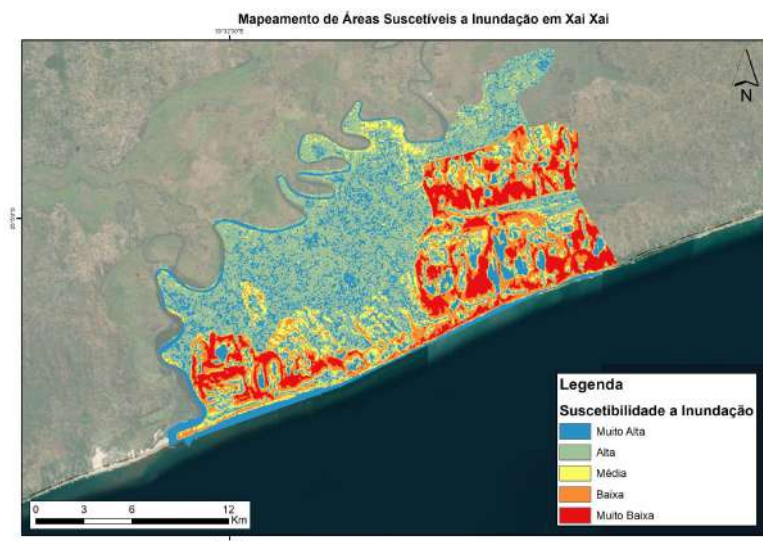 Mapeamento de Áreas Suscetíveis a Inundação em Xai Xai
N
Legenda
Suscetibilidade a Inundação
Muito Alta
Alta
Média
Baixa
Muito Baixa
0 3 6 12
Km